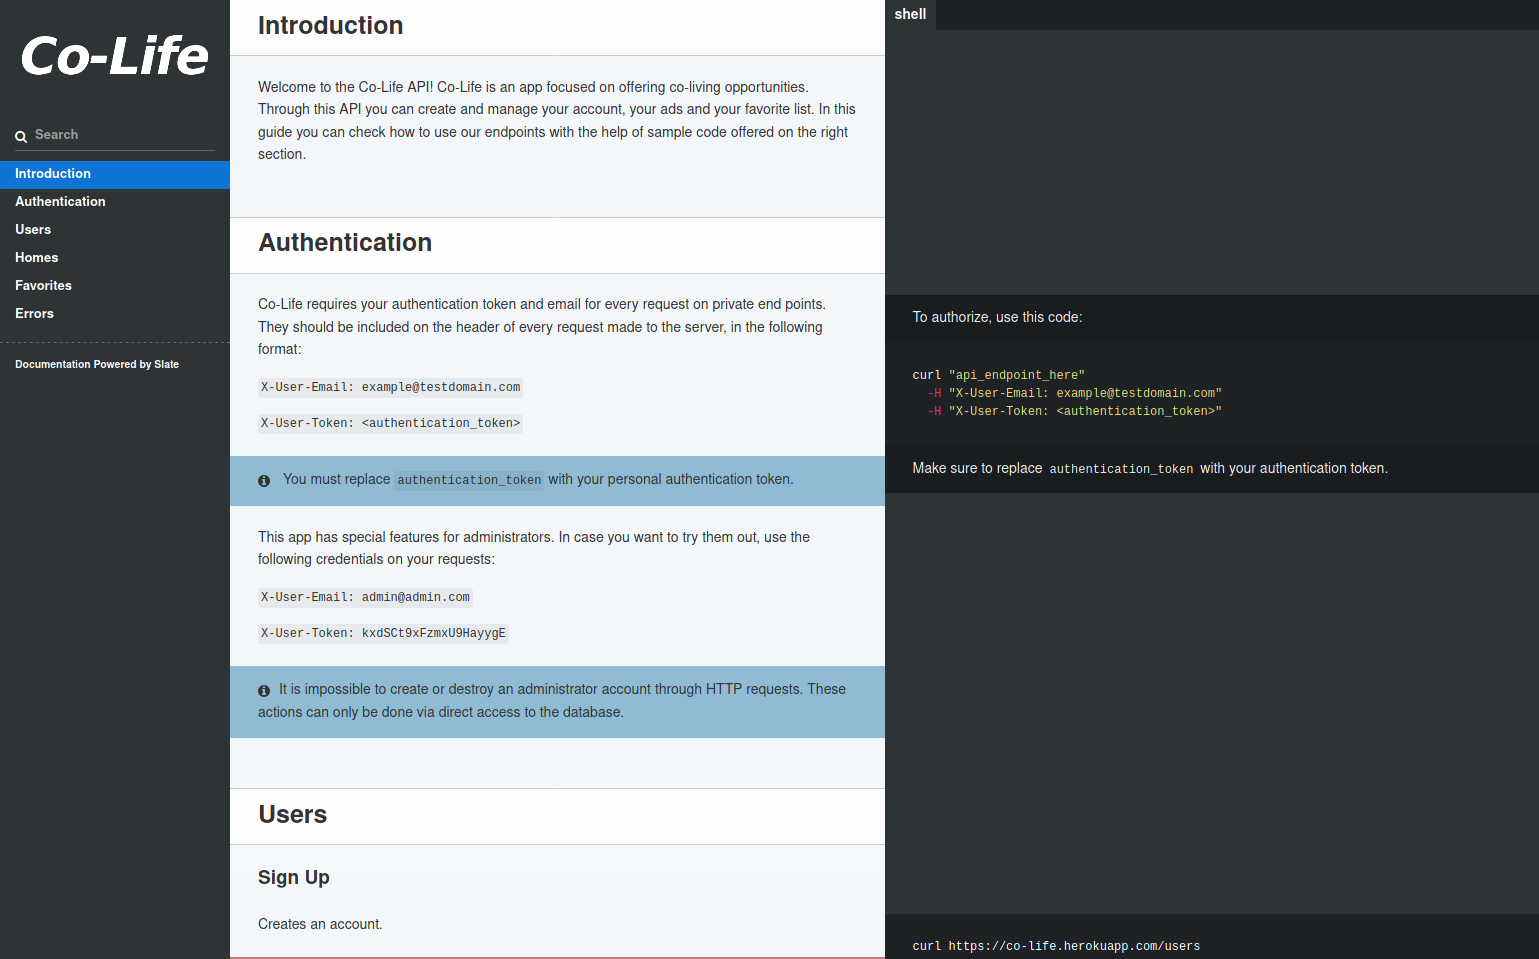 Co-Life
Search
Introduction
Authentication
Users
Homes
Favorites
Errors
Documentation Powered by Slate
Introduction
Welcome to the Co-Life API! Co-Life is an app focused on offering co-living opportunities.
Through this API you can create and manage your account, your ads and your favorite list. In this
guide you can check how to use our endpoints with the help of sample code offered on the right
section.
Authentication
Co-Life requires your authentication token and email for every request on private end points.
They should be included on the header of every request made to the server, in the following
format:
X-User-Email: example@testdomain.com
X-User-Token: <authentication_token>
You must replace authentication_token with your personal authentication token.
This app has special features for administrators. In case you want to try them out, use the
following credentials on your requests:
X-User-Email: admin@admin.com
X-User-Token: kxdSCt9xFzmxU9HayygE
It is impossible to create or destroy an administrator account through HTTP requests. These
actions can only be done via direct access to the database.
Users
Sign Up
Creates an account.
shell
To authorize, use this code:
curl "api_endpoint_here"
-H "X-User-Email: example@testdomain.com"
-H "X-User-Token: <authentication_token>"
Make sure to replace authentication_token with your authentication token.
curl https://co-life.herokuapp.com/users